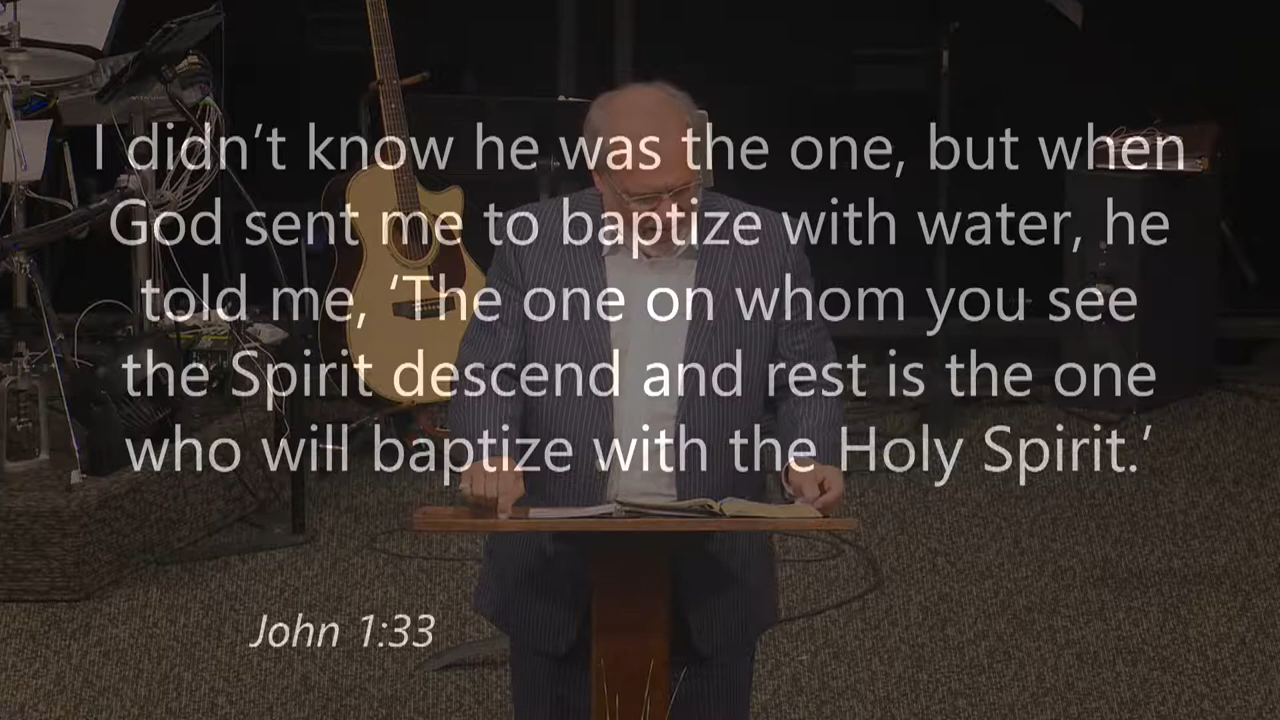 I didn’t know he was the one, but when
God sent me to baptize with water, he
told me, ‘The one on whom you see
the Spirit descend and rest is the one
who will baptize with the Holy Spirit.’
John 1:33